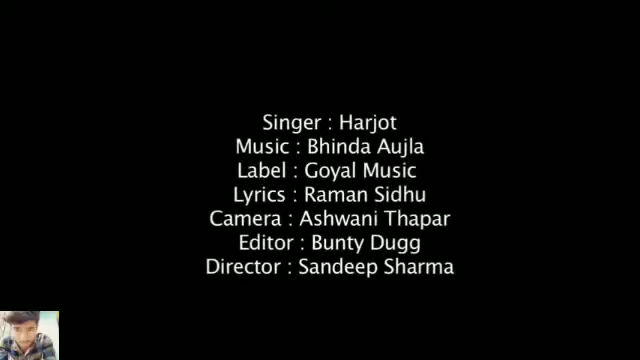 Singer : Harjot
Music : Bhinda Aujla
Label : Goyal Music
Lyrics : Raman Sidhu
Camera : Ashwani Thapar
Editor : Bunty Dugg
Director : Sandeep Sharma